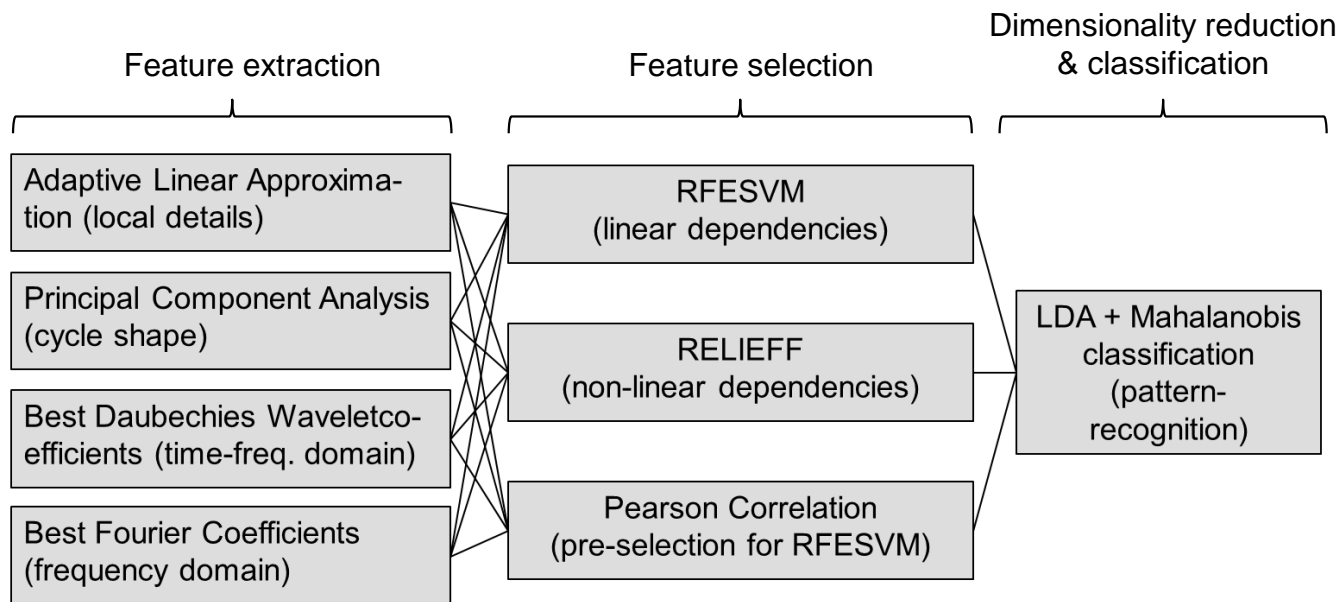 Feature extraction
Feature selection
Dimensionality reduction
& classification
Adaptive Linear Approxima-
tion (local details)
Principal Component Analysis
(cycle shape)
Best Daubechies Waveletco-
efficients (time-freq. domain)
Best Fourier Coefficients
(frequency domain)
RFESVM
(linear dependencies)
RELIEFF
(non-linear dependencies)
Pearson Correlation
(pre-selection for RFESVM)
LDA + Mahalanobis
classification
(pattern-
recognition)